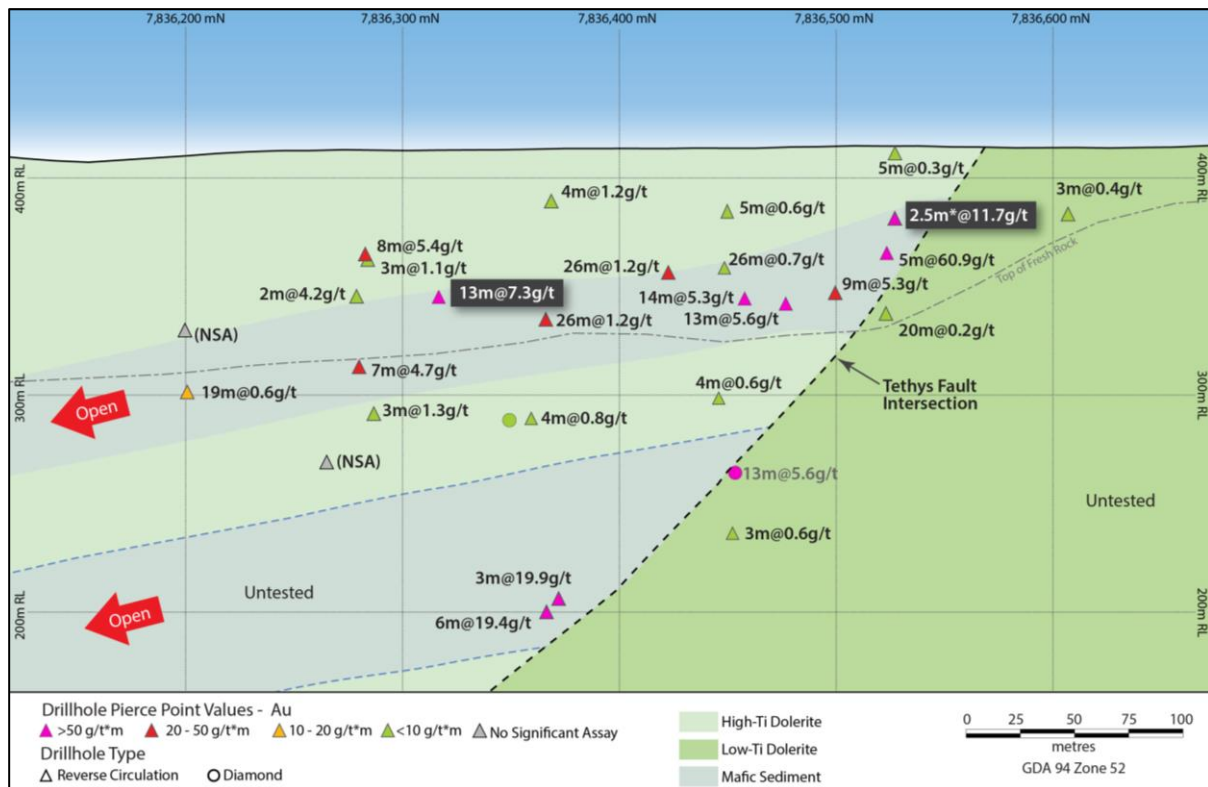 7,836,200 mN
7,836,300 mN
7,836,400 mN
7,836,500 mN
7,836,600 mN
400m RL
400m RL
5m@0.3g/t
3m@0.4g/t
4m@1.2g/t
5m@0.6g/t
2.5m*@11.7g/t
8m@5.4g/t
3m@1.1g/t
26m@1.2g/t
26m@0.7g/t
5m@60.9g/t
Top of Fresh Rock
2m@4.2g/t
13m@7.3g/t
14m@5.3g/t
9m@5.3g/t
13m@5.6g/t
26m@1.2g/t
20m@0.2g/t
(NSA)
7m@4.7g/t
19m@0.6g/t
4m@0.6g/t
Tethys Fault
Intersection
300m RL
300m RL
Open
3m@1.3g/t
4m@0.8g/t
(NSA)
13m@5.6g/t
Untested
3m@0.6g/t
Untested
3m@19.9g/t
6m@19.4g/t
200m RL
200m RL
Open
Drillhole Pierce Point Values - Au
>50 g/t*m
20 - 50 g/t*m
10 - 20 g/t*m
<10 g/t*m
No Significant Assay
Drillhole Type
Reverse Circulation
Diamond
High-Ti Dolerite
Low-Ti Dolerite
Mafic Sediment
0 25 50 75 100
metres
GDA 94 Zone 52